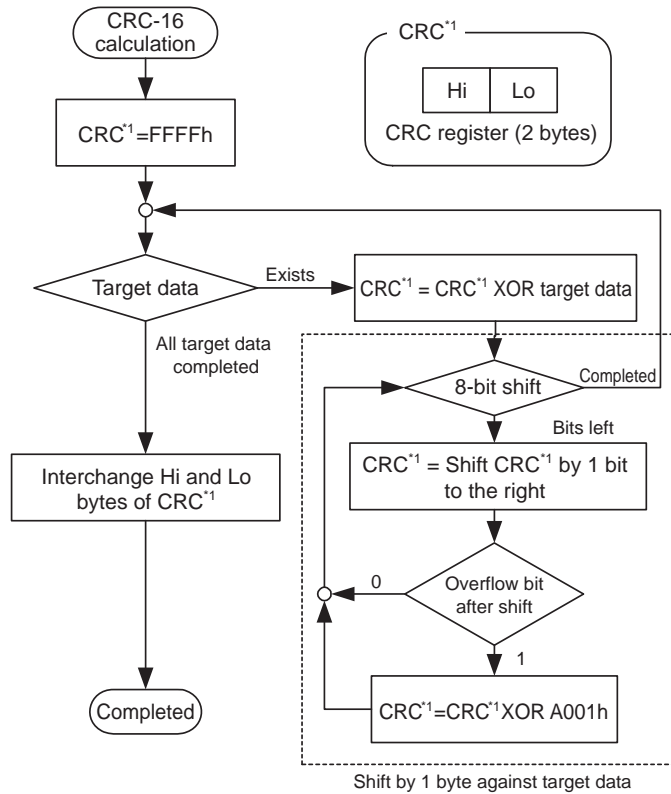 CRC-16
calculation
CRC*1
Hi Lo
CRC register (2 bytes)
CRC*1=FFFFh
Target data
Exists
CRC*1 = CRC*1 XOR target data
All target data
completed
8-bit shift
Completed
Bits left
Interchange Hi and Lo
bytes of CRC*1
CRC*1 = Shift CRC*1 by 1 bit
to the right
Overflow bit
after shift
0
1
CRC*1=CRC*1XOR A001h
Completed
Shift by 1 byte against target data